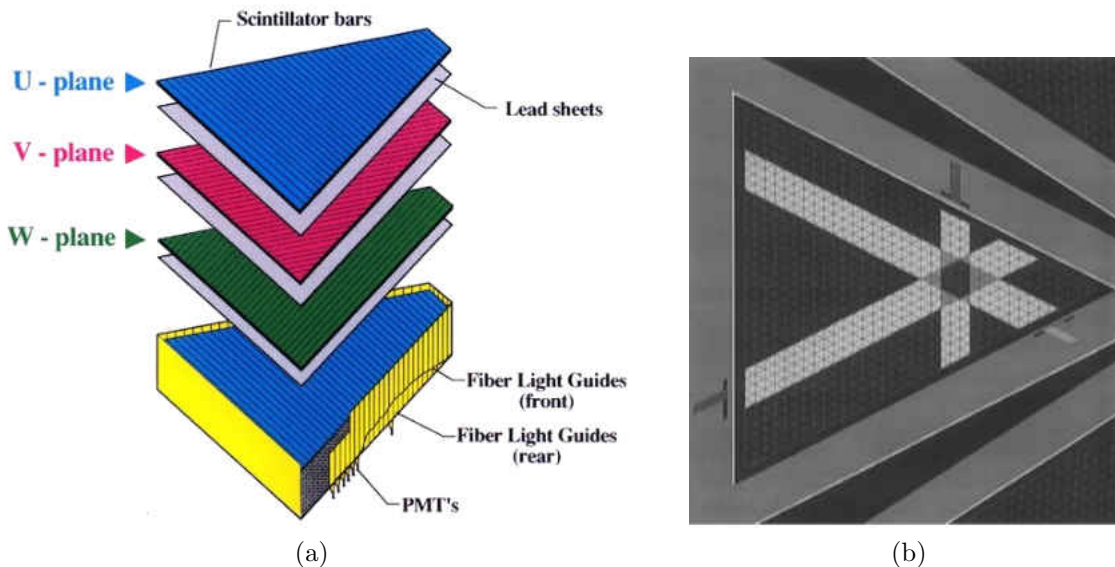 Scintillator bars
U - plane
Lead sheets
V - plane
W - plane
Fiber Light Guides
(front)
Fiber Light Guides
(rear)
PMT's
(a)
(b)